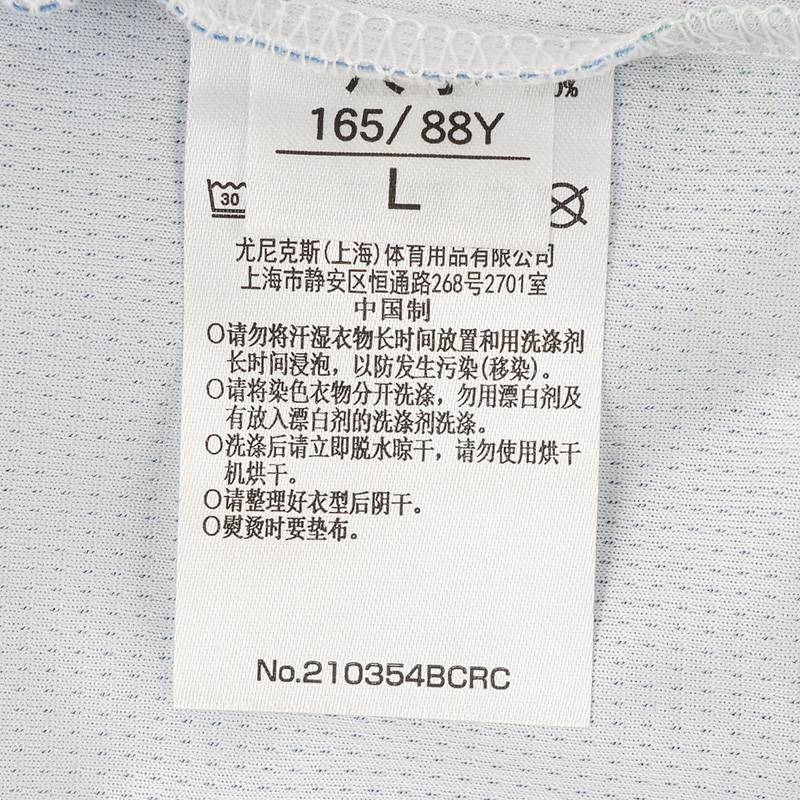 165/88Y
L
30
尤尼克斯(上海)体育用品有限公司
上海市静安区恒通路268号2701室
中国制
○请勿将汗湿衣物长时间放置和用洗涤剂
长时间浸泡，以防发生污染(移染)。
○请将染色衣物分开洗涤，勿用漂白剂及
有放入漂白剂的洗涤剂洗涤。
○洗涤后请立即脱水晾干，请勿使用烘干
机烘干。
○请整理好衣型后阴干。
○熨烫时要垫布。
No.210354BCRC